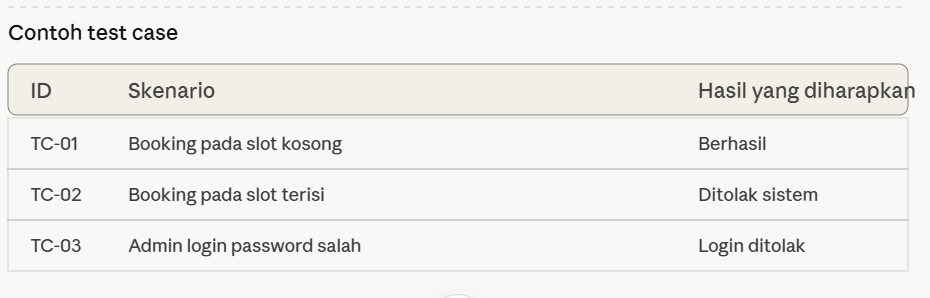 Contoh test case
ID Skenario Hasil yang diharapkan
TC-01 Booking pada slot kosong Berhasil
TC-02 Booking pada slot terisi Ditolak sistem
TC-03 Admin login password salah Login ditolak